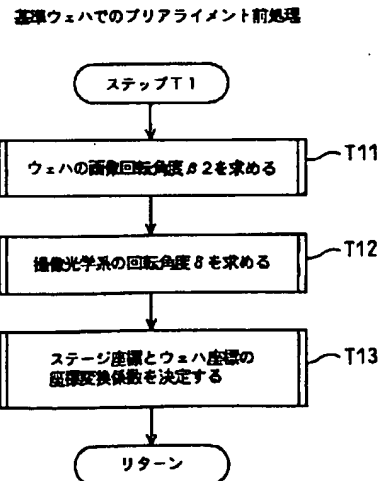 基準ウェハでのプリアライメント前処理
ステップT1
ウェハの画像回転角度β2を求める
T11
撮像光学系の回転角度δを求める
T12
ステージ座標とウェハ座標の
座標変換係数を決定する
T13
リターン